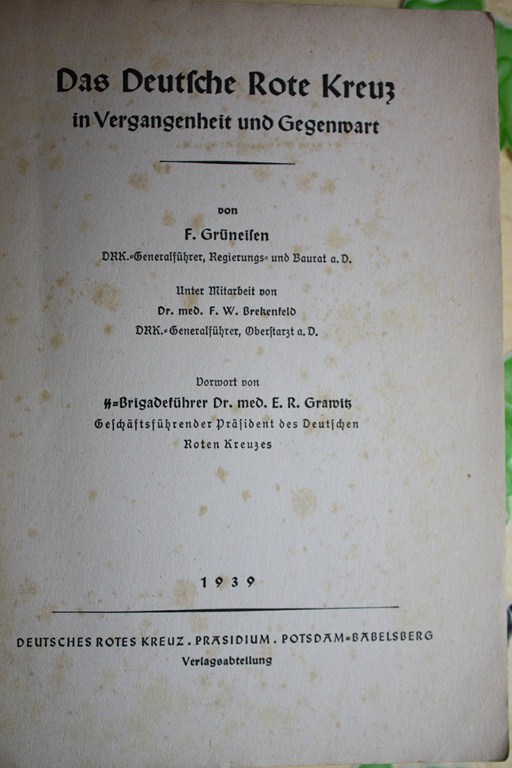 Das Deutſche Rote Kreuz
in Vergangenheit und Gegenwart
von
F. Grüneiſen
DRK.=Generalführer, Regierungs= und Baurat a. D.
Unter Mitarbeit von
Dr. med. F. W. Brekenfeld
DRK.=Generalführer, Oberſtarzt a. D.
Vorwort von
ᛋᛋ=Brigadeführer Dr. med. E. R. Grawitz
Geſchäftsführender Präſident des Deutſchen
Roten Kreuzes
1939
DEUTSCHES ROTES KREUZ . PRÄSIDIUM . POTSDAM=BABELSBERG
Verlagsabteilung